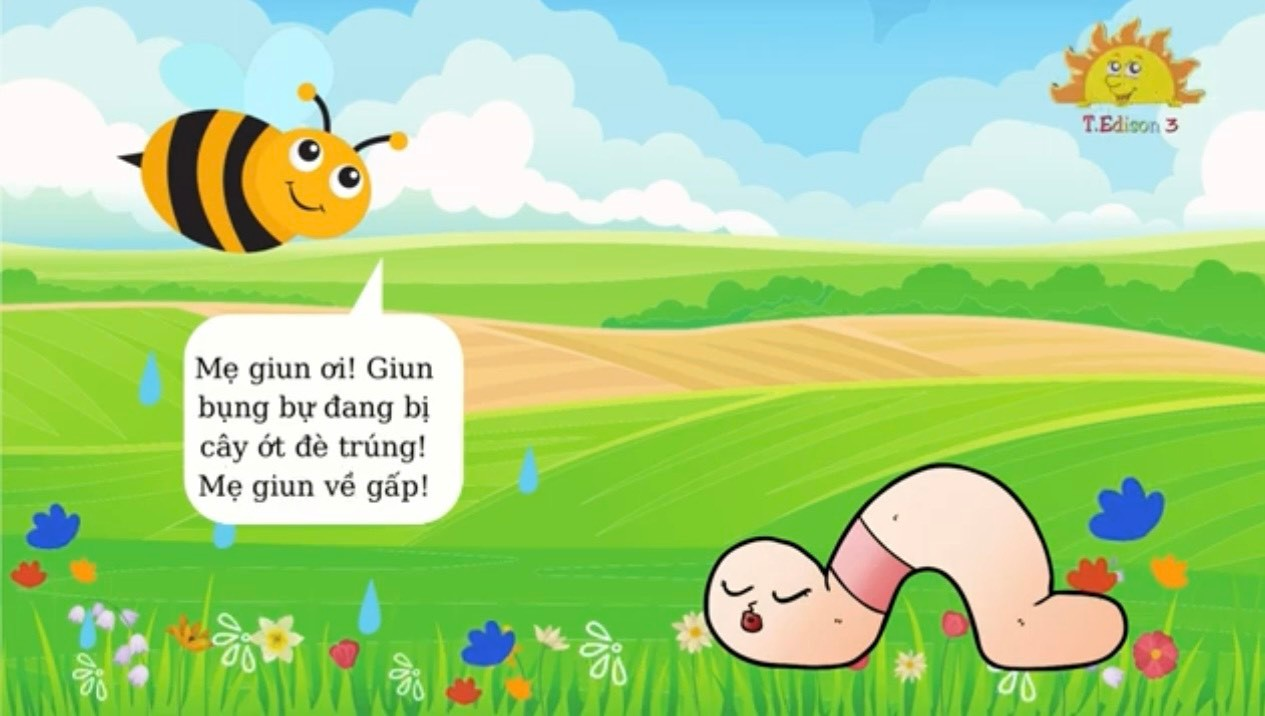 T.Edison 3
Mẹ giun ơi! Giun
bụng bự đang bị
cây ớt đè trúng!
Mẹ giun về gấp!